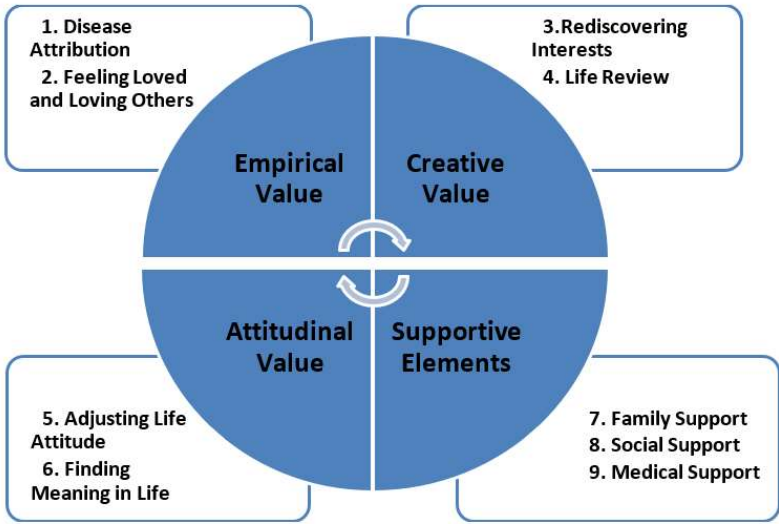 1. Disease
Attribution
2. Feeling Loved
and Loving Others
3.Rediscovering
Interests
4. Life Review
Empirical
Value
Creative
Value
Attitudinal
Value
Supportive
Elements
5. Adjusting Life
Attitude
6. Finding
Meaning in Life
7. Family Support
8. Social Support
9. Medical Support